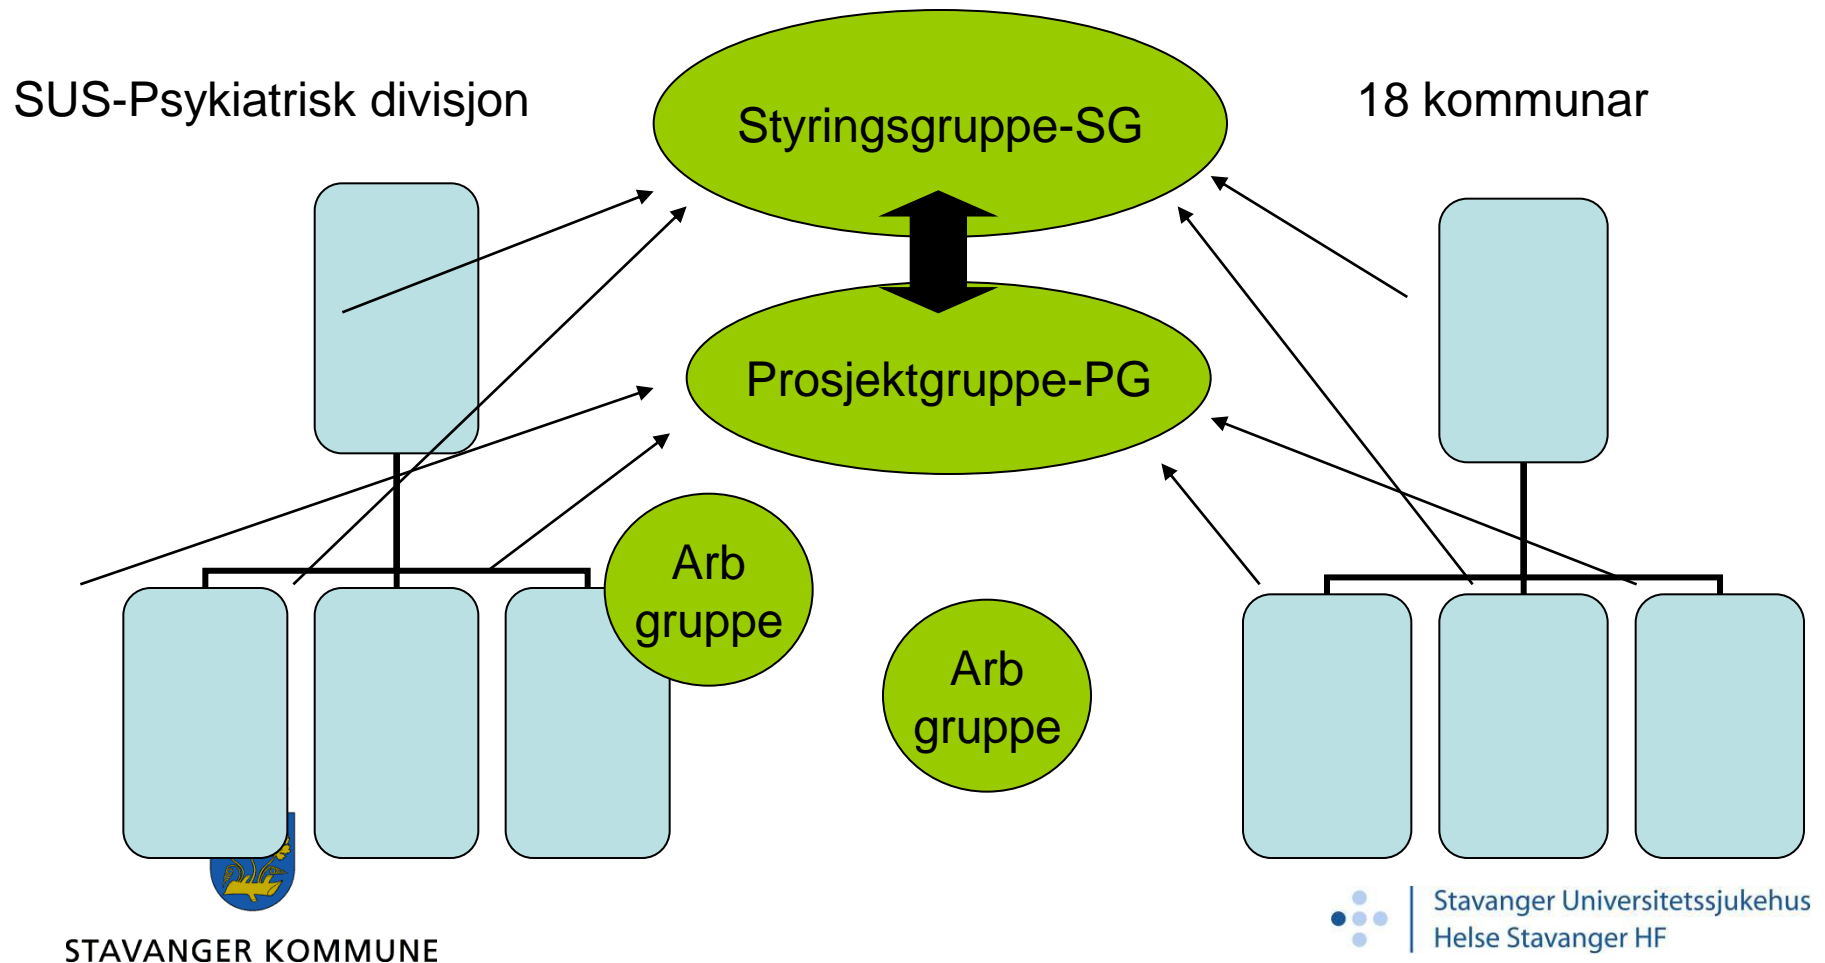 SUS-Psykiatrisk divisjon
Styringsgruppe-SG
18 kommunar
Prosjektgruppe-PG
Arb
gruppe
Arb
gruppe
STAVANGER KOMMUNE
Stavanger Universitetssjukehus
Helse Stavanger HF